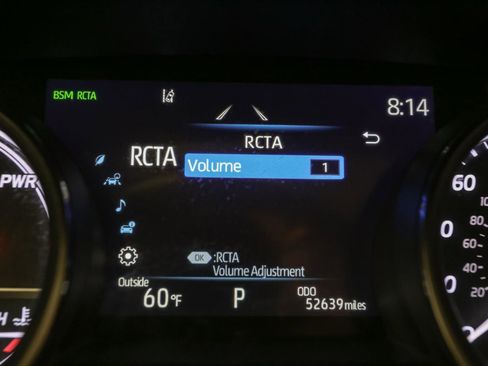 BSM RCTA
8:14
RCTA
RCTA
Volume 1
OK :RCTA
Volume Adjustment
Outside
60°F
P
ODO
52639 miles
PWR
H
60